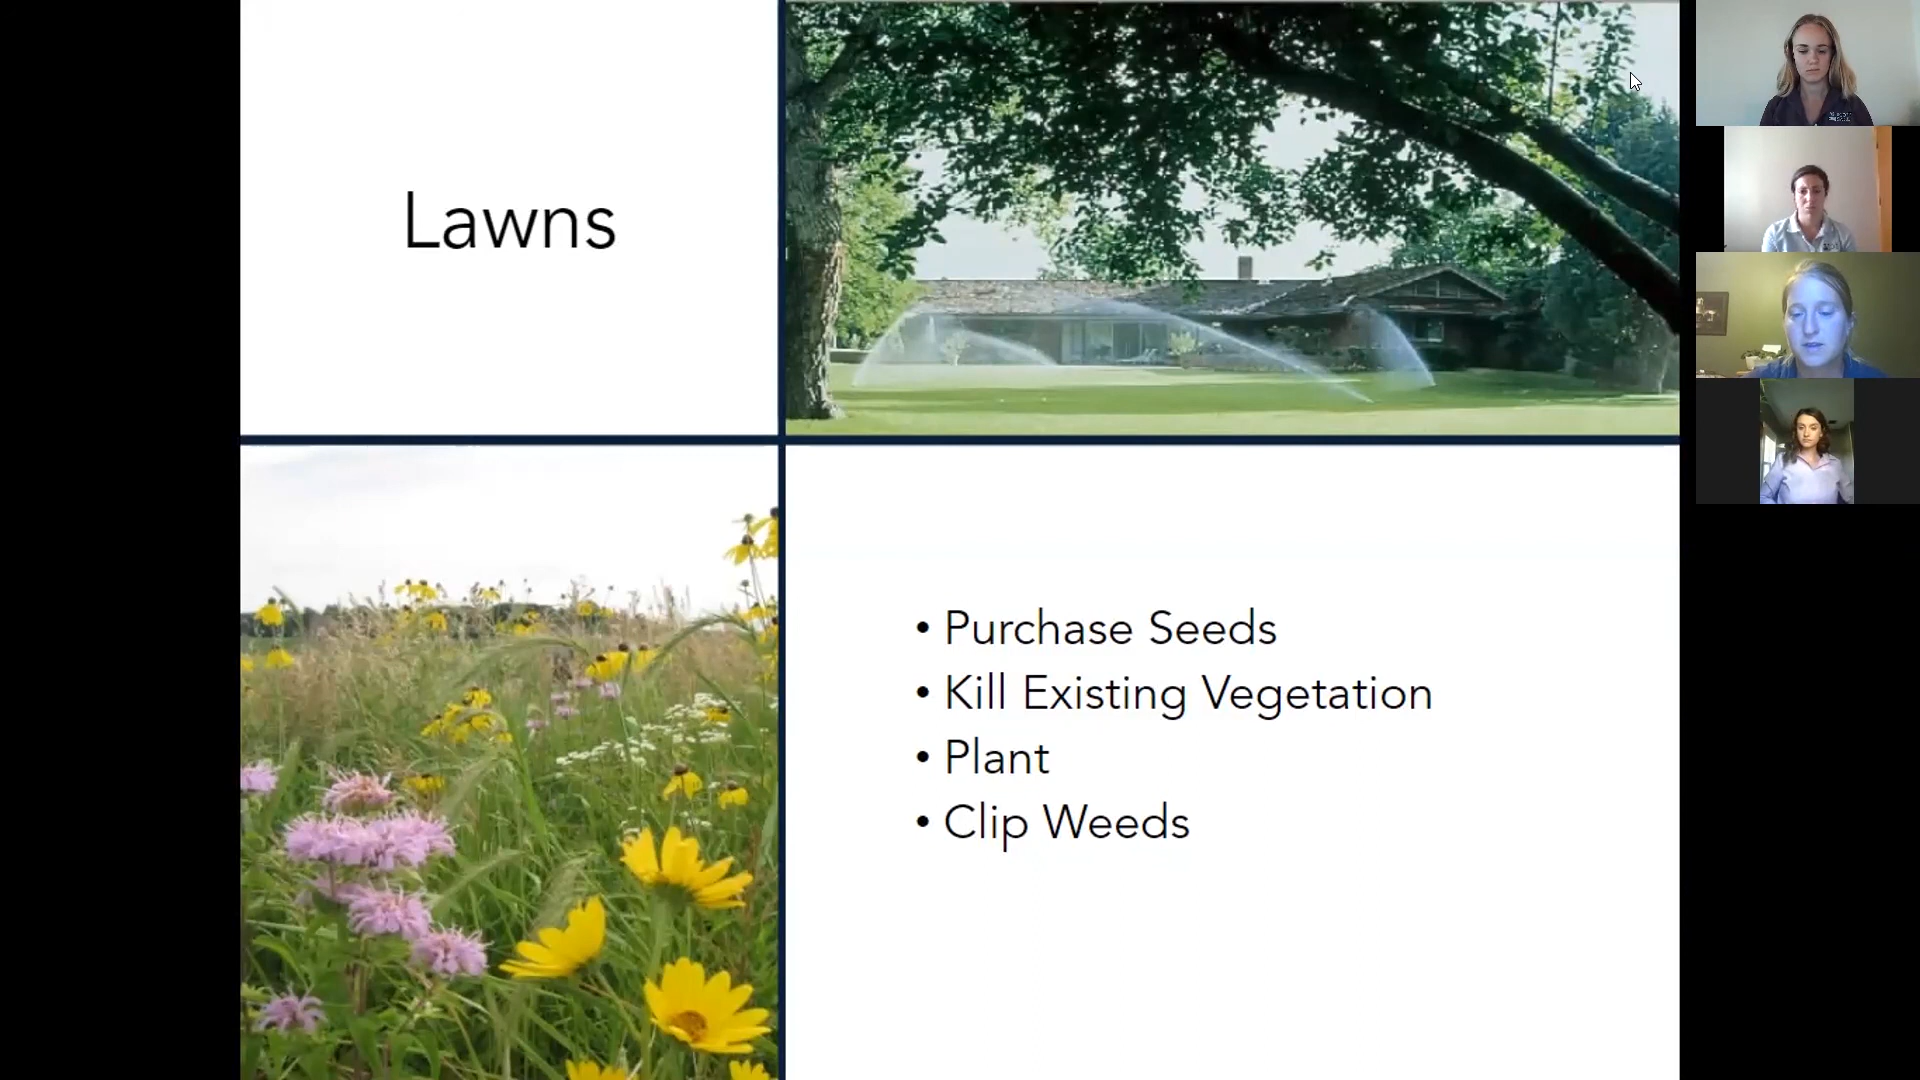 Lawns
• Purchase Seeds
• Kill Existing Vegetation
• Plant
• Clip Weeds